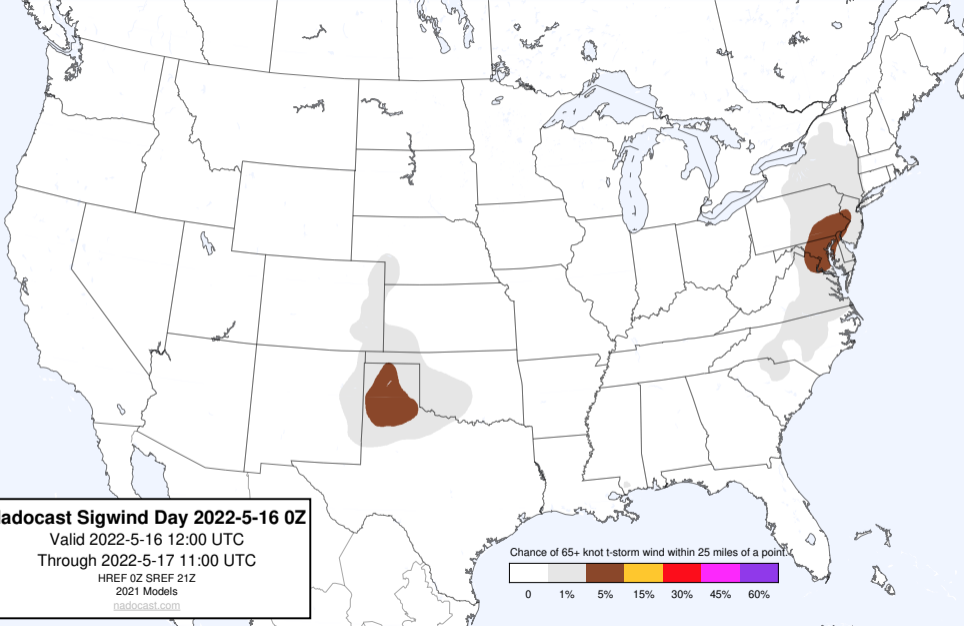 adocast Sigwind Day 2022-5-16 0Z
Valid 2022-5-16 12:00 UTC
Through 2022-5-17 11:00 UTC
HREF 0Z SREF 21Z
2021 Models
nadocast.com
Chance of 65+ knot t-storm wind within 25 miles of a point.
0 1% 5% 15% 30% 45% 60%